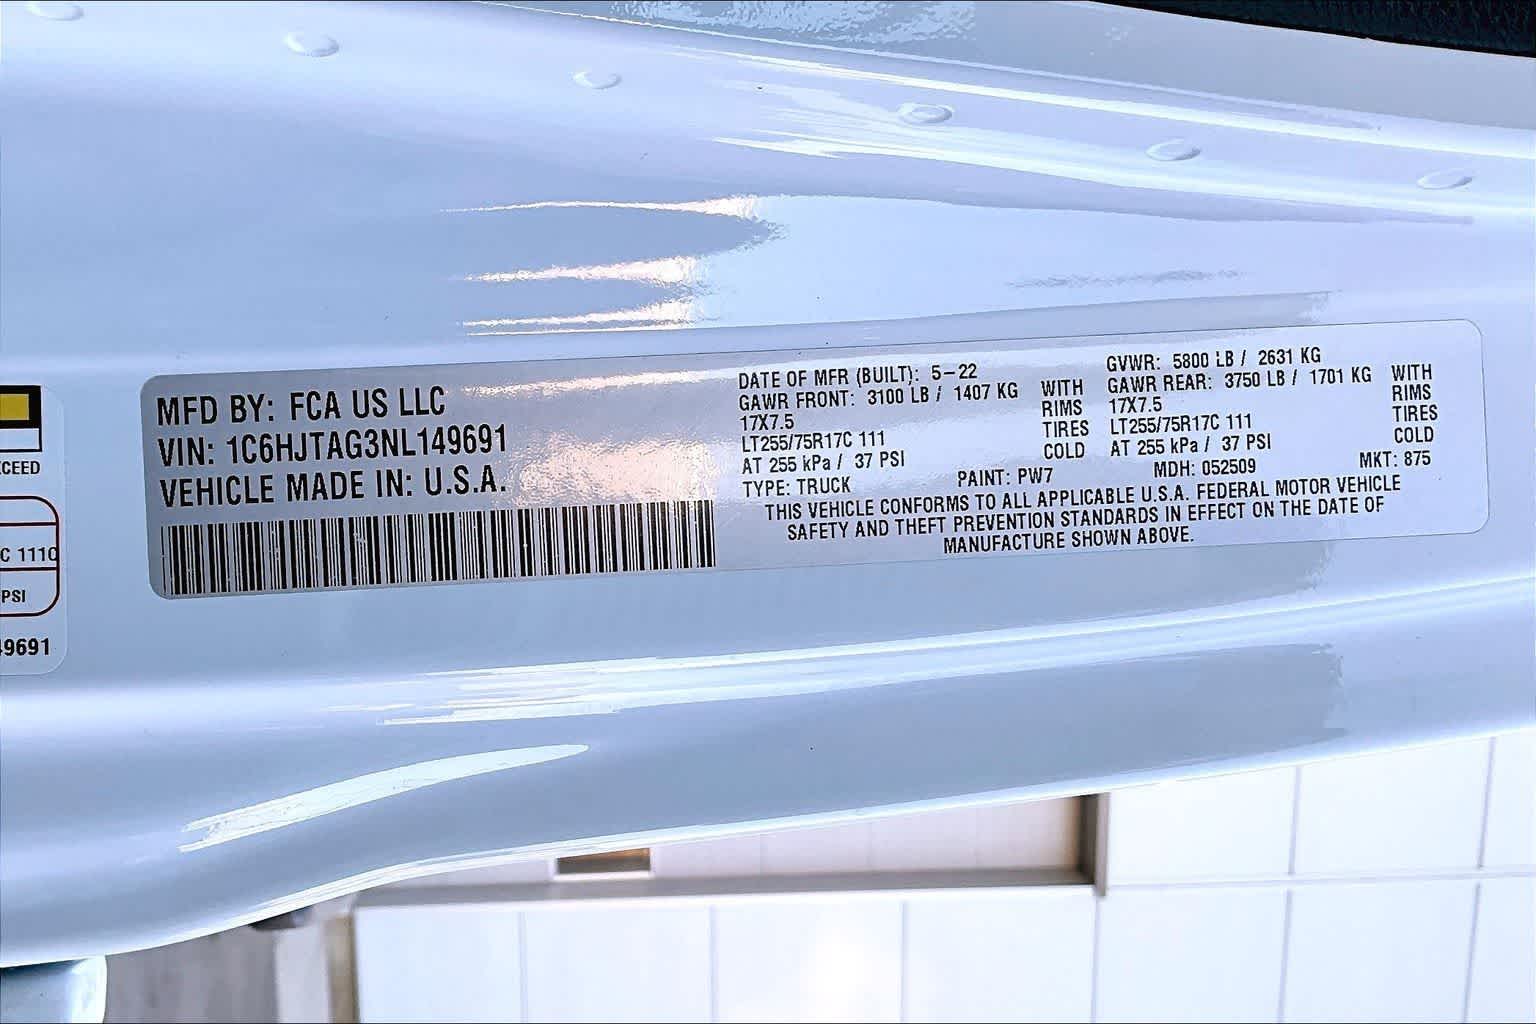 CEED
C 111C
PSI
49691
MFD BY: FCA US LLC
VIN: 1C6HJTAG3NL149691
VEHICLE MADE IN: U.S.A.
DATE OF MFR (BUILT): 5-22
GAWR FRONT: 3100 LB / 1407 KG WITH
17X7.5 RIMS
LT255/75R17C 111 TIRES
AT 255 kPa / 37 PSI COLD
GVWR: 5800 LB / 2631 KG
GAWR REAR: 3750 LB / 1701 KG WITH
17X7.5 RIMS
LT255/75R17C 111 TIRES
AT 255 kPa / 37 PSI COLD
TYPE: TRUCK PAINT: PW7 MDH: 052509 MKT: 875
THIS VEHICLE CONFORMS TO ALL APPLICABLE U.S.A. FEDERAL MOTOR VEHICLE
SAFETY AND THEFT PREVENTION STANDARDS IN EFFECT ON THE DATE OF
MANUFACTURE SHOWN ABOVE.